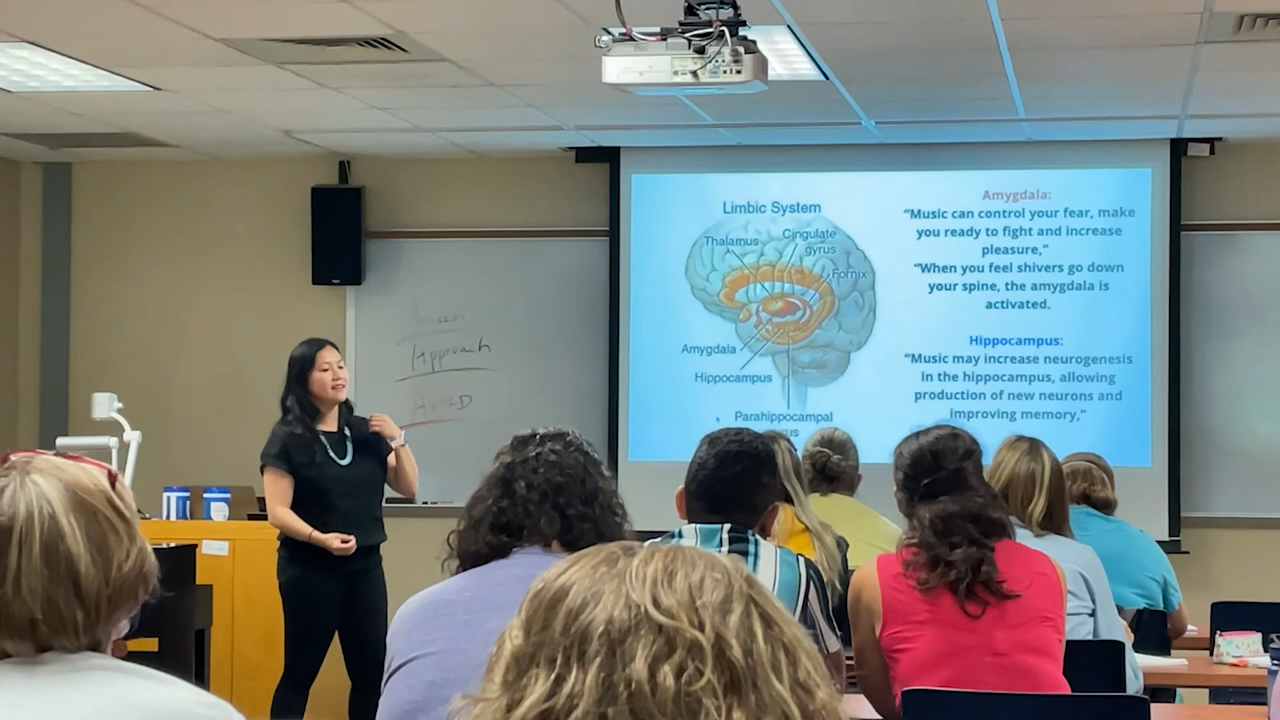 Approach
Limbic System
Thalamus
Cingulate
gyrus
Fornix
Amygdala
Hippocampus
Parahippocampal
Amygdala:
“Music can control your fear, make
you ready to fight and increase
pleasure,”
“When you feel shivers go down
your spine, the amygdala is
activated.
Hippocampus:
“Music may increase neurogenesis
in the hippocampus, allowing
production of new neurons and
improving memory,”